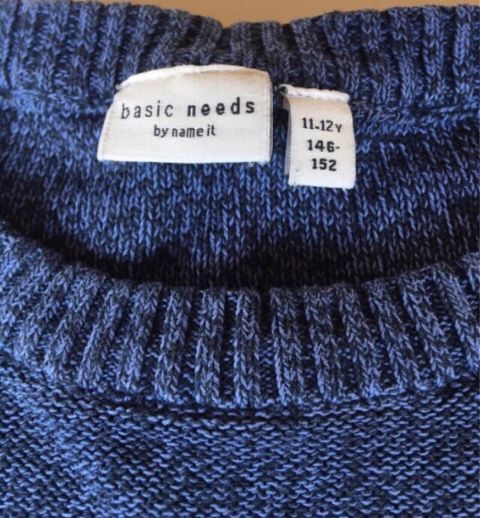 basic needs
by name it
11-12Y
146-
152